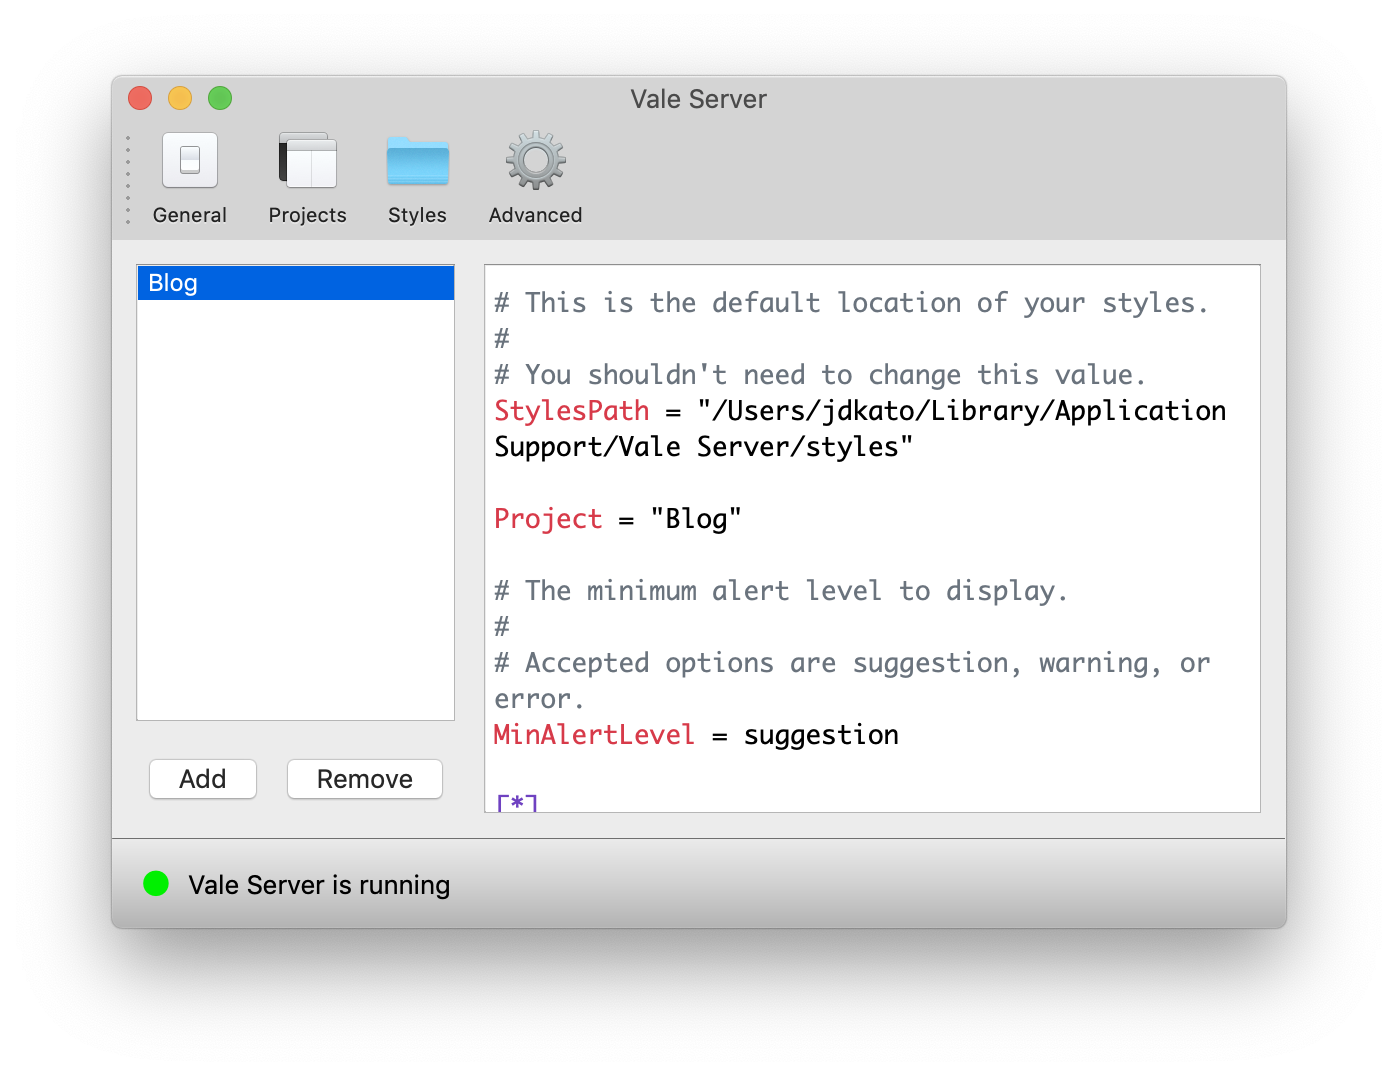 Vale Server
General
Projects
Styles
Advanced
Blog
Add
Remove
# This is the default location of your styles.
#
# You shouldn't need to change this value.
StylesPath = "/Users/jdkato/Library/Application
Support/Vale Server/styles"
Project = "Blog"
# The minimum alert level to display.
#
# Accepted options are suggestion, warning, or
error.
MinAlertLevel = suggestion
[*]
Vale Server is running